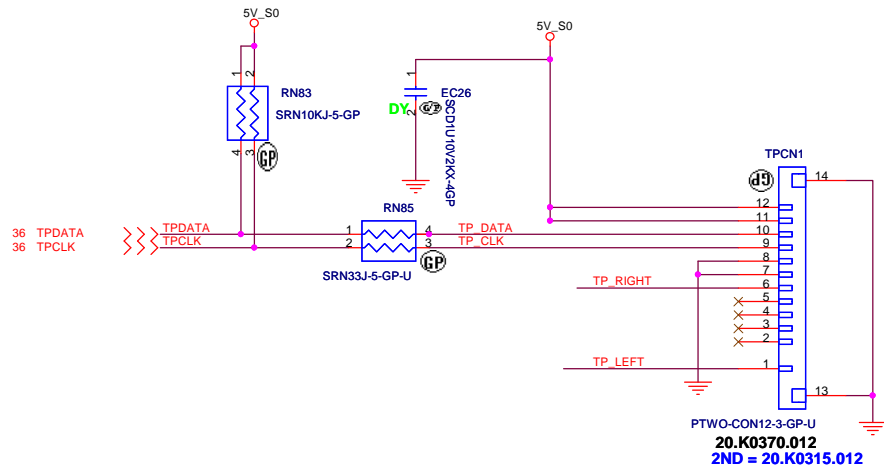 5V_S0
5V_S0
1 2
RN83
SRN10KJ-5-GP
4 3
GP
1
EC26
DY
2
GP
SCD1U10V2KX-4GP
TPCN1
GP
14
12
11
10
9
8
7
6
5
4
3
2
1
13
RN85
36 TPDATA
TPDATA
1
4
TP_DATA
36 TPCLK
TPCLK
2
3
TP_CLK
GP
SRN33J-5-GP-U
TP_RIGHT
TP_LEFT
PTWO-CON12-3-GP-U
20.K0370.012
2ND = 20.K0315.012